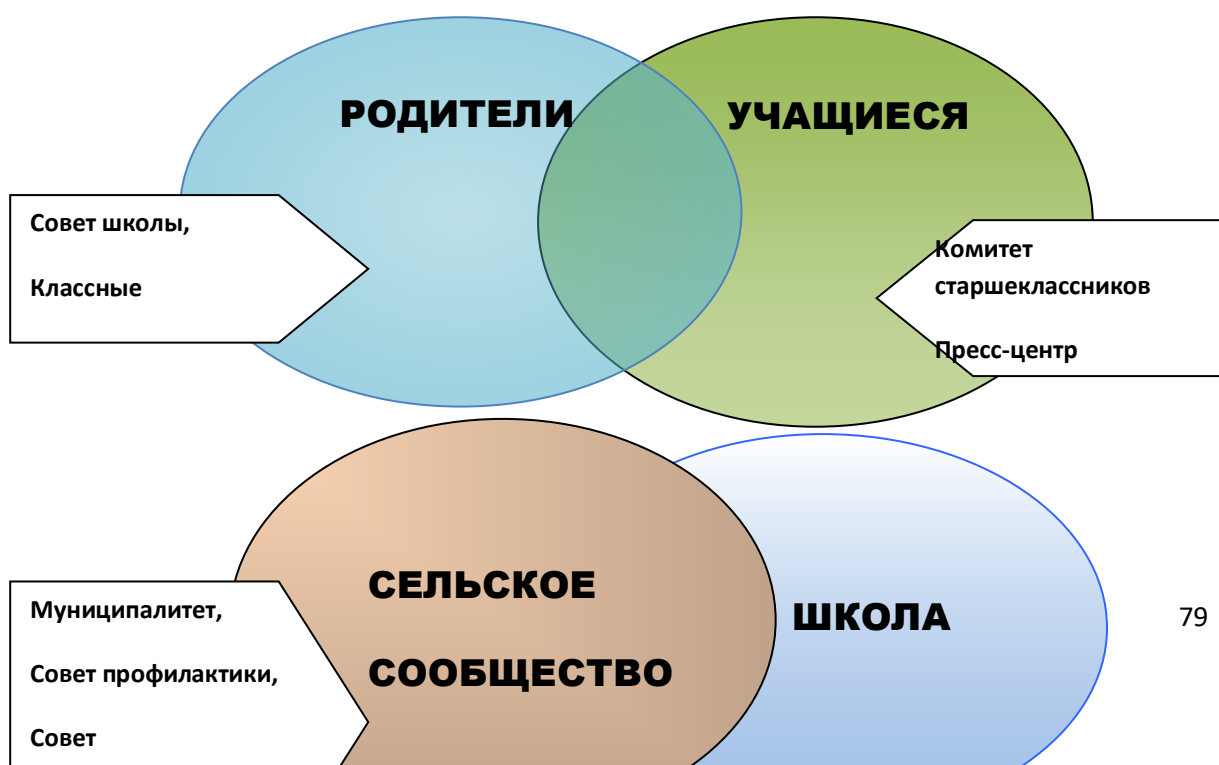 РОДИТЕЛИ
УЧАЩИЕСЯ
Совет школы,
Классные
Комитет
старшеклассников
Пресс-центр
СЕЛЬСКОЕ
СООБЩЕСТВО
ШКОЛА
79
Муниципалитет,
Совет профилактики,
Совет